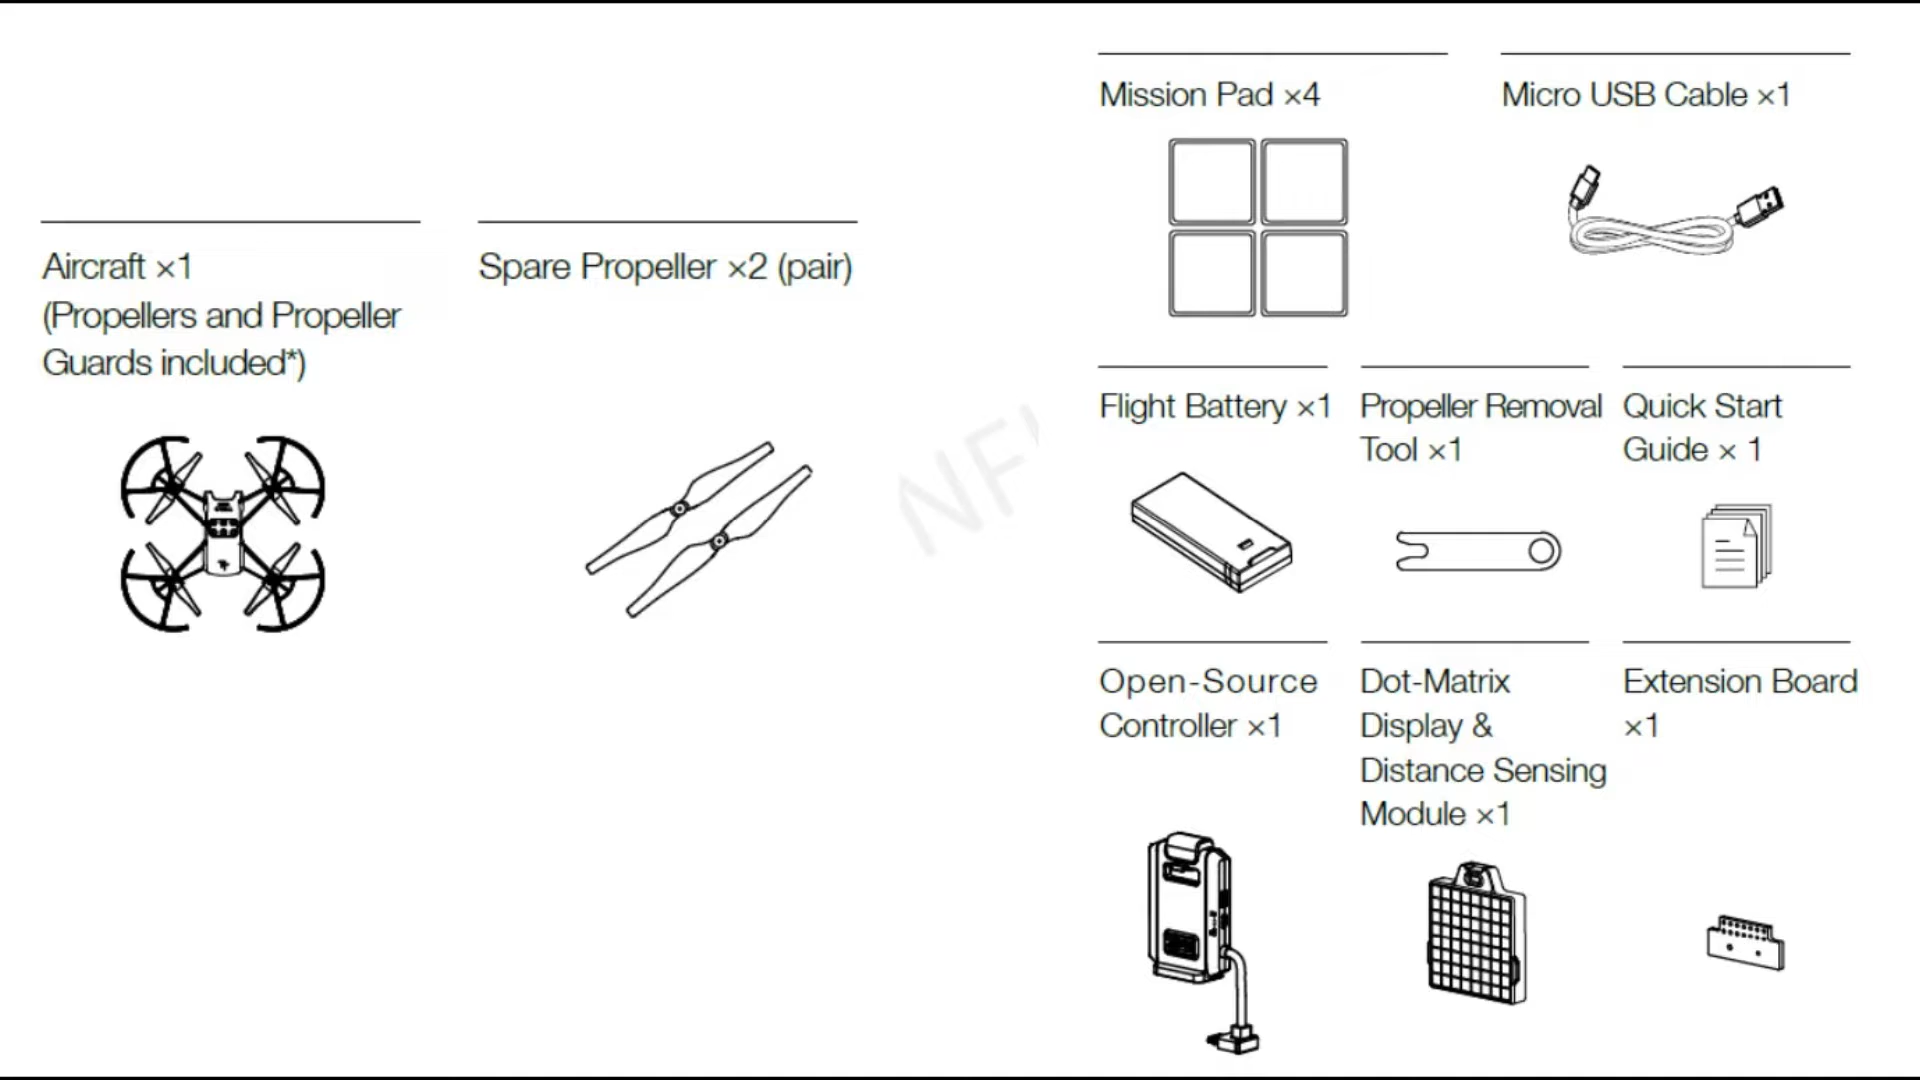 Aircraft ×1
(Propellers and Propeller
Guards included*)
Spare Propeller ×2 (pair)
Mission Pad ×4
Micro USB Cable ×1
Flight Battery ×1
Propeller Removal
Tool ×1
Quick Start
Guide × 1
Open-Source
Controller ×1
Dot-Matrix
Display &
Distance Sensing
Module ×1
Extension Board
×1